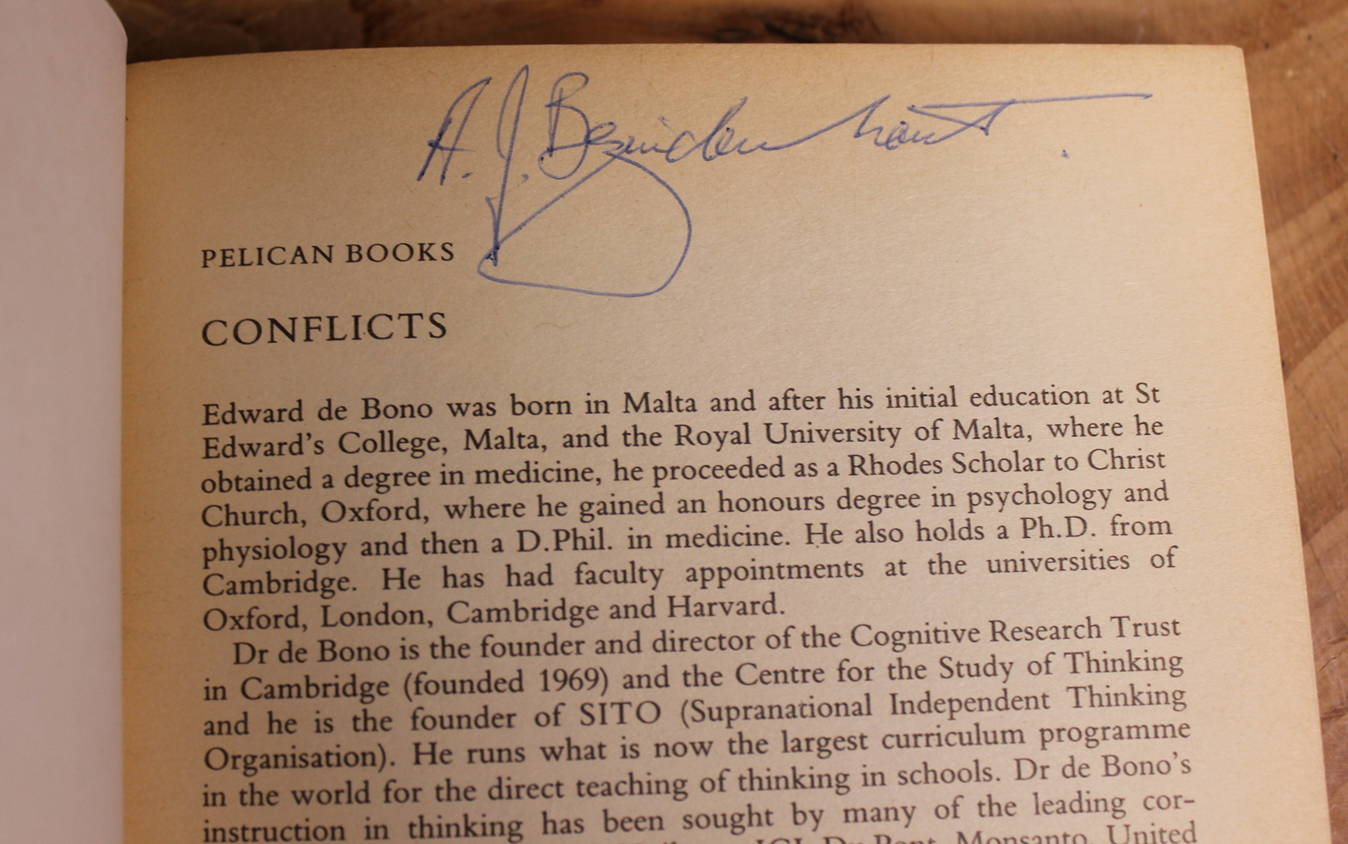 A. J. Bezuidenhout
PELICAN BOOKS
CONFLICTS
Edward de Bono was born in Malta and after his initial education at St
Edward's College, Malta, and the Royal University of Malta, where he
obtained a degree in medicine, he proceeded as a Rhodes Scholar to Christ
Church, Oxford, where he gained an honours degree in psychology and
physiology and then a D.Phil. in medicine. He also holds a Ph.D. from
Cambridge. He has had faculty appointments at the universities of
Oxford, London, Cambridge and Harvard.
Dr de Bono is the founder and director of the Cognitive Research Trust
in Cambridge (founded 1969) and the Centre for the Study of Thinking
and he is the founder of SITO (Supranational Independent Thinking
Organisation). He runs what is now the largest curriculum programme
in the world for the direct teaching of thinking in schools. Dr de Bono's
instruction in thinking has been sought by many of the leading cor-
ICI, Du Pont, Monsanto, United